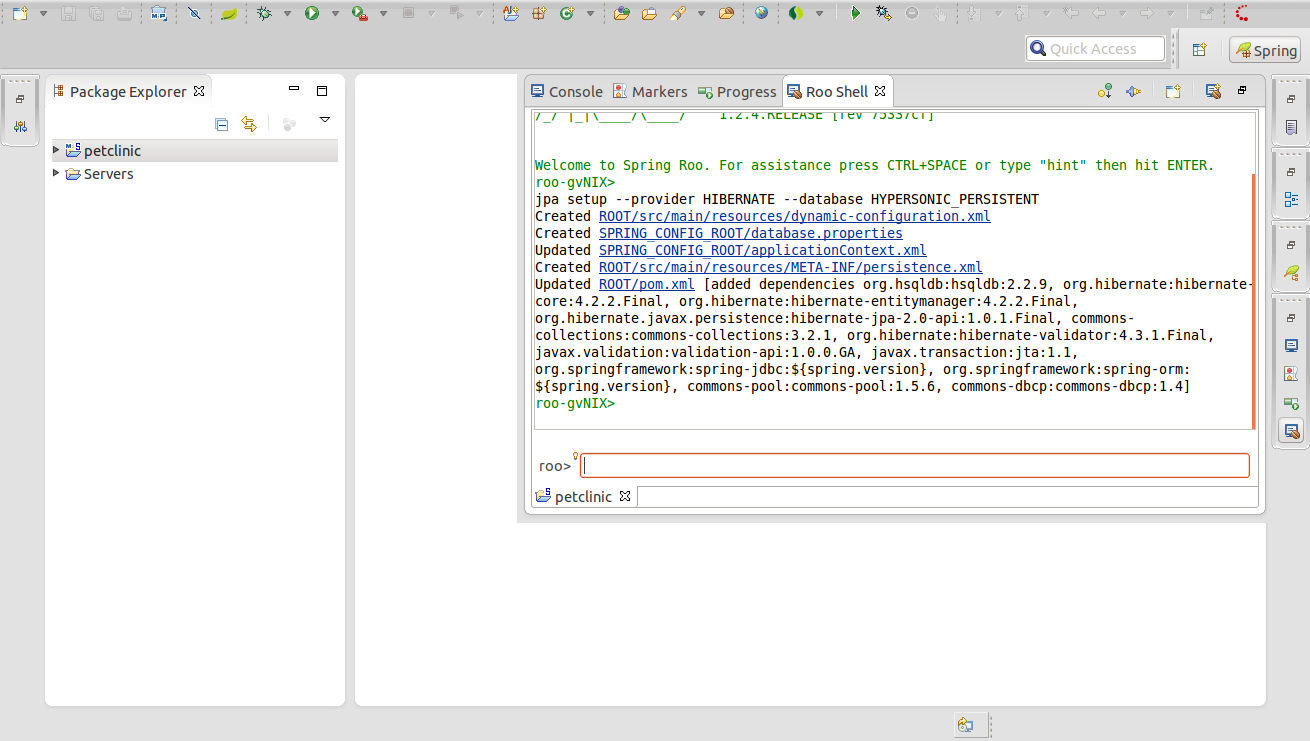 Quick Access
Spring
Package Explorer
petclinic
Servers
Console
Markers
Progress
Roo Shell
/_/ |_|\____/\____/    1.2.4.RELEASE [rev 75337cf]
Welcome to Spring Roo. For assistance press CTRL+SPACE or type "hint" then hit ENTER.
roo-gvNIX>
jpa setup --provider HIBERNATE --database HYPERSONIC_PERSISTENT
Created ROOT/src/main/resources/dynamic-configuration.xml
Created SPRING_CONFIG_ROOT/database.properties
Updated SPRING_CONFIG_ROOT/applicationContext.xml
Created ROOT/src/main/resources/META-INF/persistence.xml
Updated ROOT/pom.xml [added dependencies org.hsqldb:hsqldb:2.2.9, org.hibernate:hibernate-
core:4.2.2.Final, org.hibernate:hibernate-entitymanager:4.2.2.Final,
org.hibernate.javax.persistence:hibernate-jpa-2.0-api:1.0.1.Final, commons-
collections:commons-collections:3.2.1, org.hibernate:hibernate-validator:4.3.1.Final,
javax.validation:validation-api:1.0.0.GA, javax.transaction:jta:1.1,
org.springframework:spring-jdbc:${spring.version}, org.springframework:spring-orm:
${spring.version}, commons-pool:commons-pool:1.5.6, commons-dbcp:commons-dbcp:1.4]
roo-gvNIX>
roo>
petclinic